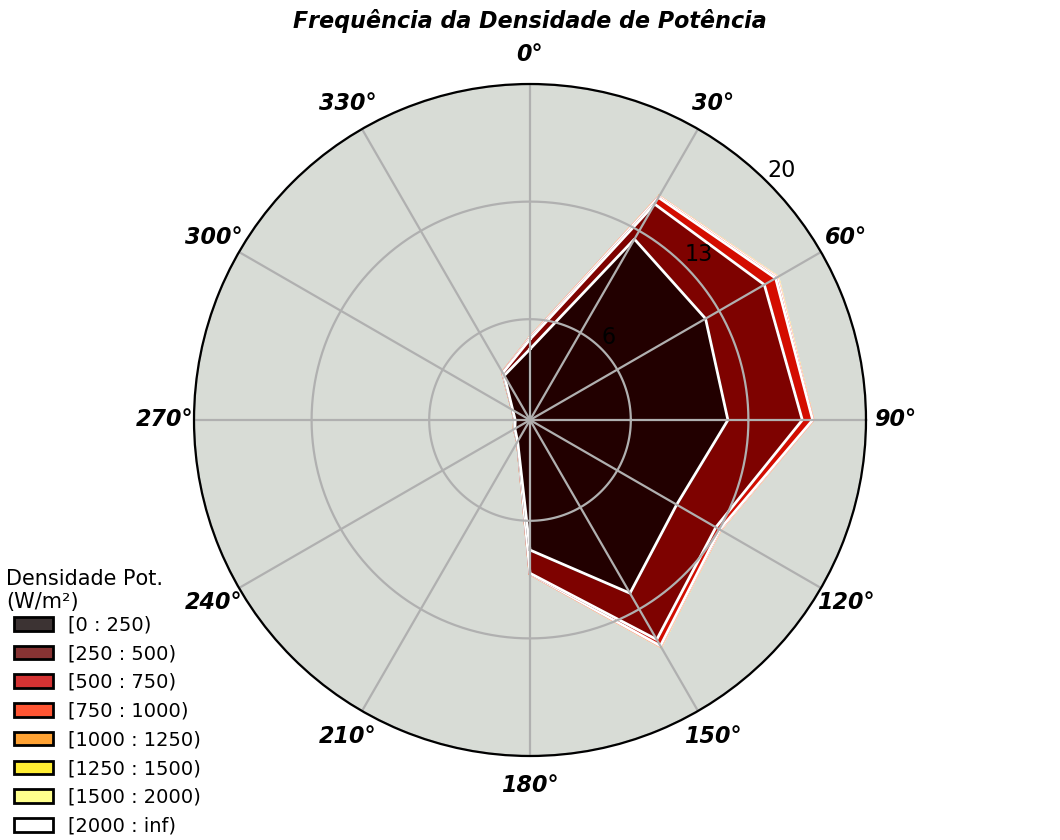 Frequência da Densidade de Potência
0°
330°
30°
20
300°
60°
13
6
270°
90°
240°
120°
210°
150°
180°
Densidade Pot.
(W/m²)
[0 : 250)
[250 : 500)
[500 : 750)
[750 : 1000)
[1000 : 1250)
[1250 : 1500)
[1500 : 2000)
[2000 : inf)